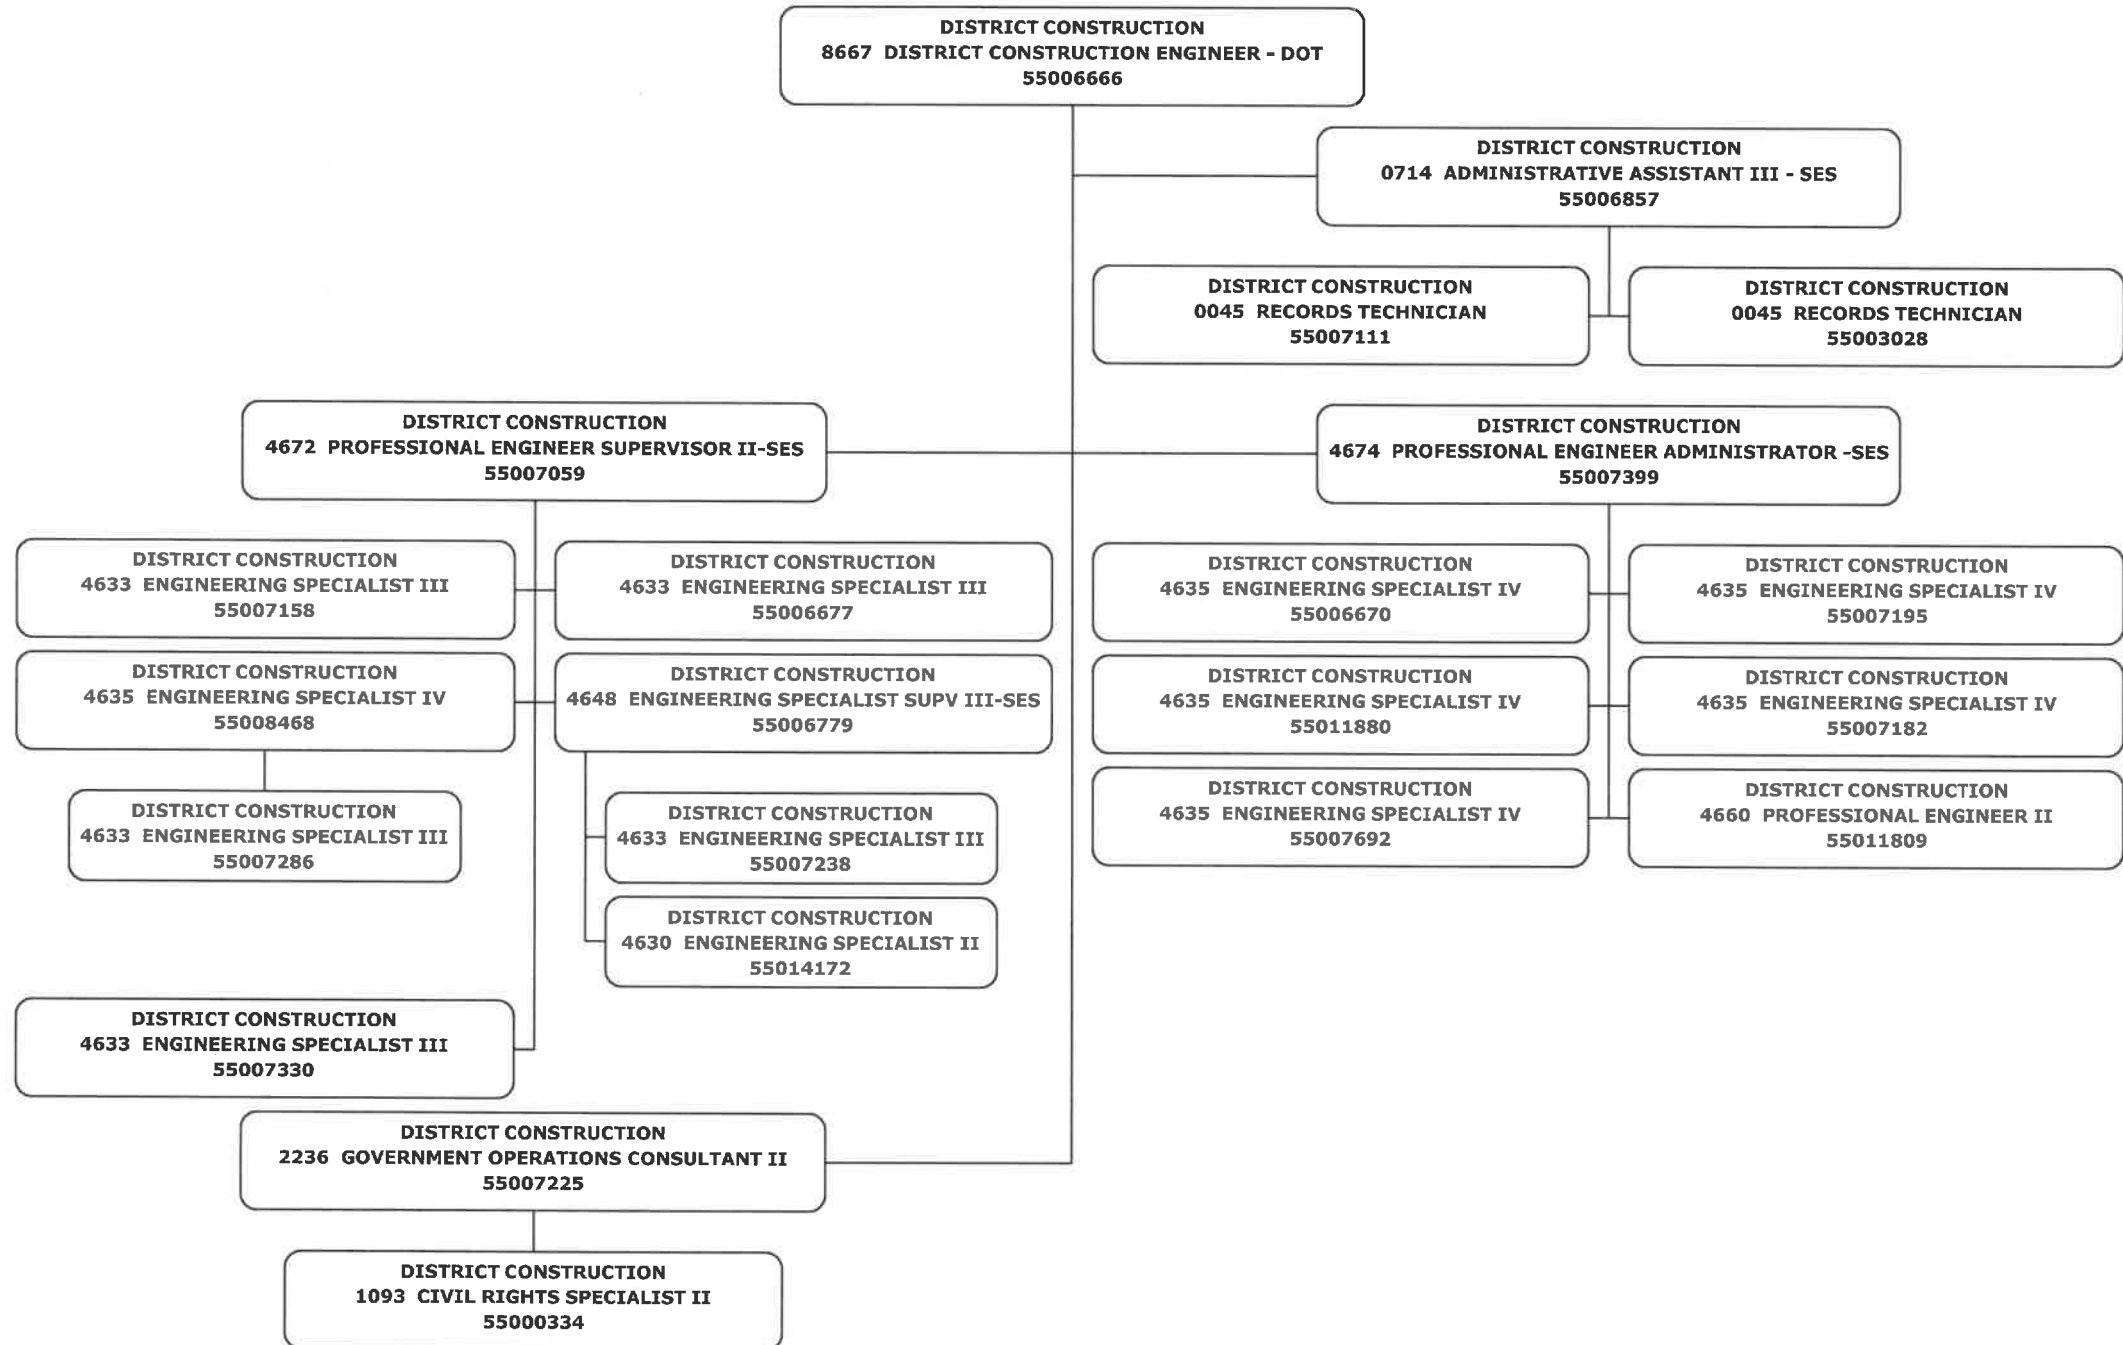 DISTRICT CONSTRUCTION
8667 DISTRICT CONSTRUCTION ENGINEER - DOT
55006666
DISTRICT CONSTRUCTION
0714 ADMINISTRATIVE ASSISTANT III - SES
55006857
DISTRICT CONSTRUCTION
0045 RECORDS TECHNICIAN
55007111
DISTRICT CONSTRUCTION
0045 RECORDS TECHNICIAN
55003028
DISTRICT CONSTRUCTION
4672 PROFESSIONAL ENGINEER SUPERVISOR II-SES
55007059
DISTRICT CONSTRUCTION
4674 PROFESSIONAL ENGINEER ADMINISTRATOR -SES
55007399
DISTRICT CONSTRUCTION
4633 ENGINEERING SPECIALIST III
55007158
DISTRICT CONSTRUCTION
4633 ENGINEERING SPECIALIST III
55006677
DISTRICT CONSTRUCTION
4635 ENGINEERING SPECIALIST IV
55006670
DISTRICT CONSTRUCTION
4635 ENGINEERING SPECIALIST IV
55007195
DISTRICT CONSTRUCTION
4635 ENGINEERING SPECIALIST IV
55008468
DISTRICT CONSTRUCTION
4648 ENGINEERING SPECIALIST SUPV III-SES
55006779
DISTRICT CONSTRUCTION
4635 ENGINEERING SPECIALIST IV
55011880
DISTRICT CONSTRUCTION
4635 ENGINEERING SPECIALIST IV
55007182
DISTRICT CONSTRUCTION
4633 ENGINEERING SPECIALIST III
55007286
DISTRICT CONSTRUCTION
4633 ENGINEERING SPECIALIST III
55007238
DISTRICT CONSTRUCTION
4635 ENGINEERING SPECIALIST IV
55007692
DISTRICT CONSTRUCTION
4660 PROFESSIONAL ENGINEER II
55011809
DISTRICT CONSTRUCTION
4630 ENGINEERING SPECIALIST II
55014172
DISTRICT CONSTRUCTION
4633 ENGINEERING SPECIALIST III
55007330
DISTRICT CONSTRUCTION
2236 GOVERNMENT OPERATIONS CONSULTANT II
55007225
DISTRICT CONSTRUCTION
1093 CIVIL RIGHTS SPECIALIST II
55000334